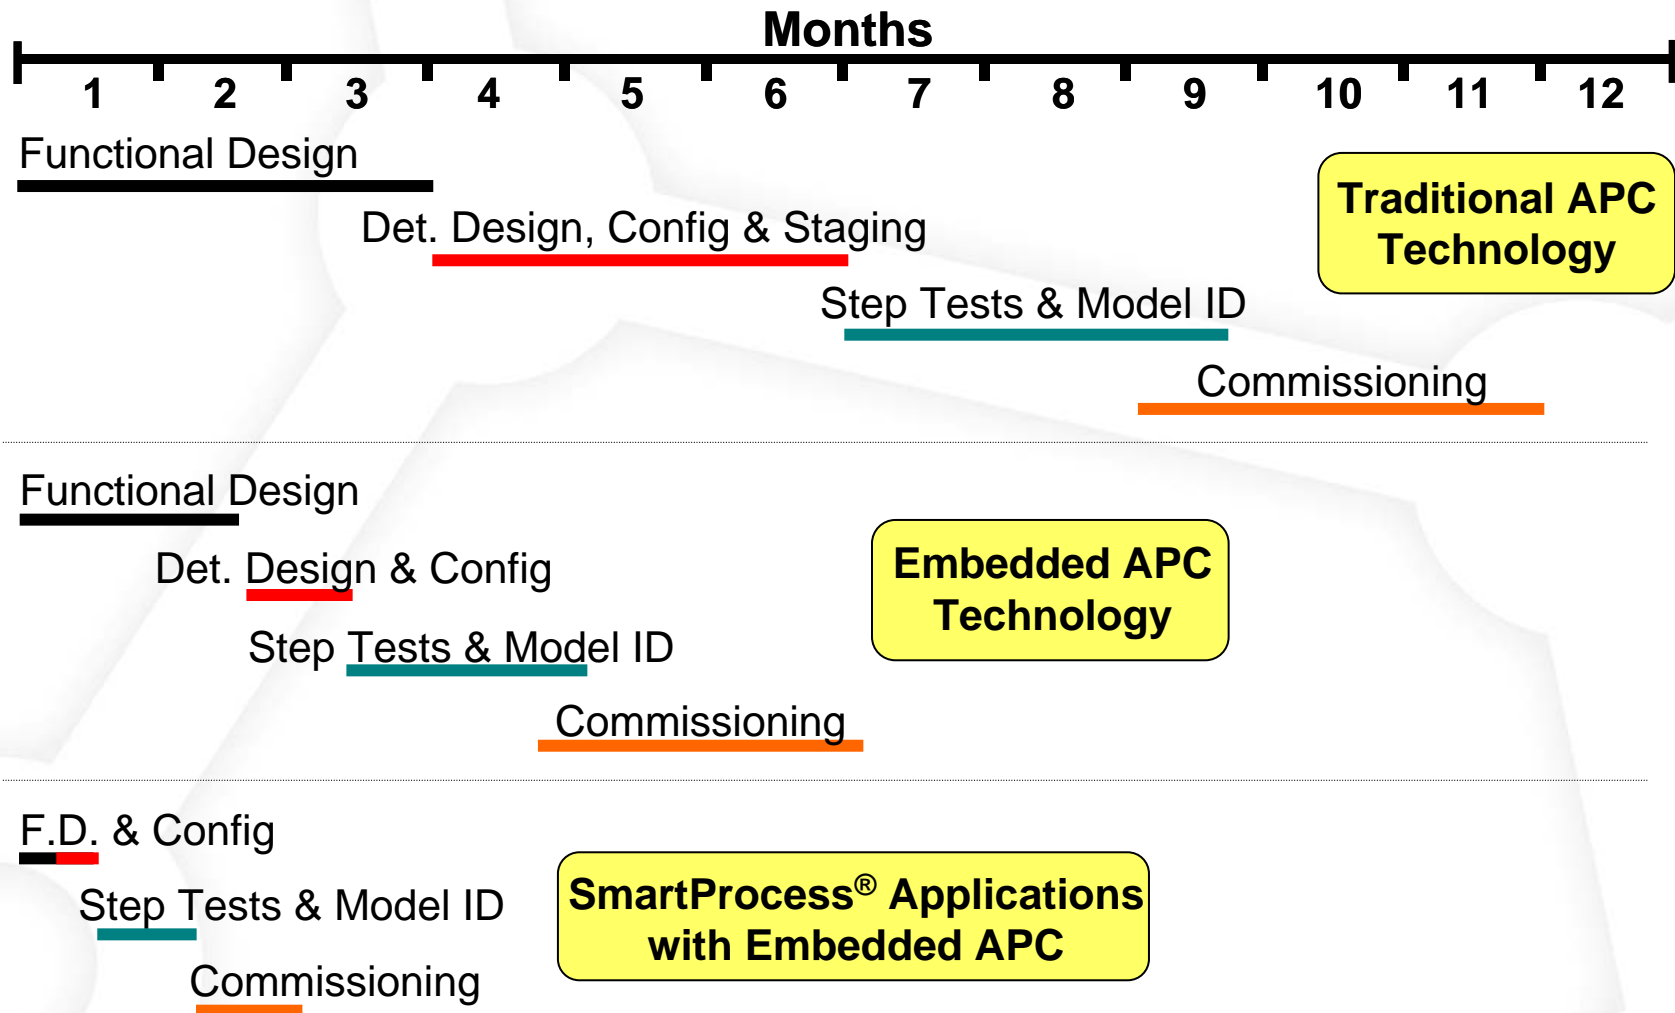 Months
1 2 3 4 5 6 7 8 9 10 11 12
Functional Design
Det. Design, Config & Staging
Step Tests & Model ID
Commissioning
Traditional APC
Technology
Functional Design
Det. Design & Config
Step Tests & Model ID
Commissioning
Embedded APC
Technology
F.D. & Config
Step Tests & Model ID
Commissioning
SmartProcess® Applications
with Embedded APC